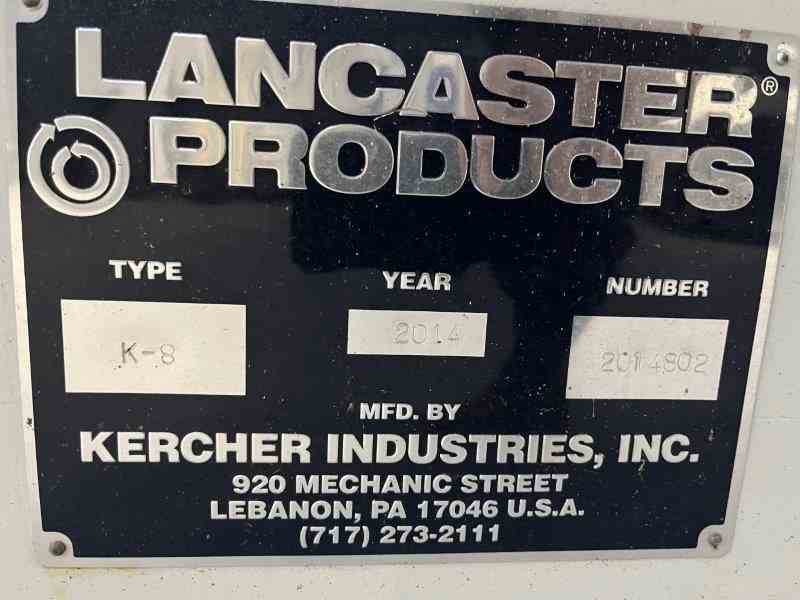 LANCASTER®
PRODUCTS
TYPE
YEAR
NUMBER
K-8
2014
2014802
MFD. BY
KERCHER INDUSTRIES, INC.
920 MECHANIC STREET
LEBANON, PA 17046 U.S.A.
(717) 273-2111